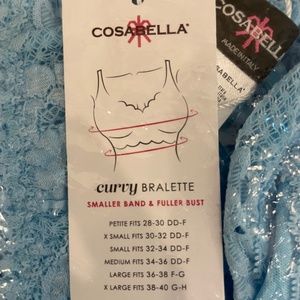 COSABELLA
curvy BRALETTE
SMALLER BAND & FULLER BUST
PETITE FITS 28-30 DD-F
X SMALL FITS 30-32 DD-F
SMALL FITS 32-34 DD-F
MEDIUM FITS 34-36 DD-F
LARGE FITS 36-38 F-G
X LARGE FITS 38-40 G-H
COSABELLA
MADE IN ITALY
ABELLA